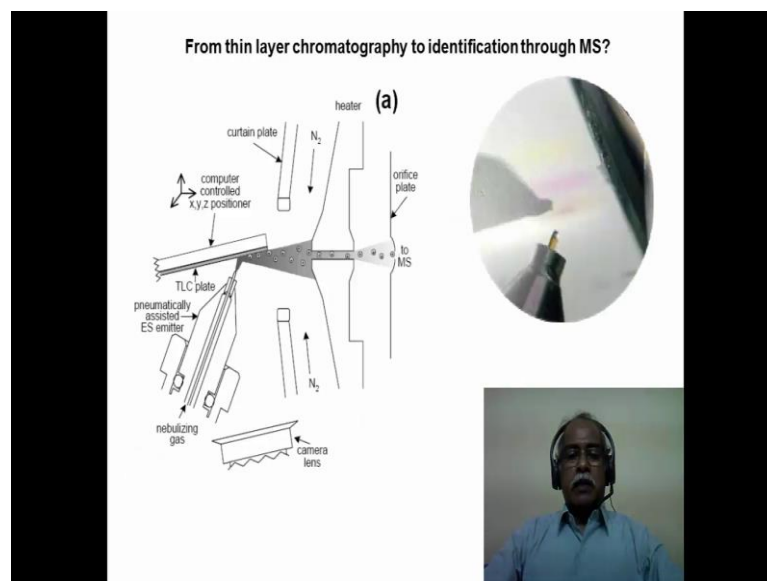 From thin layer chromatography to identification through MS?
(a)
heater
curtain plate
N2
computer
controlled
x,y,z positioner
orifice
plate
to
MS
TLC plate
pneumatically
assisted
ES emitter
N2
nebulizing
gas
camera
lens